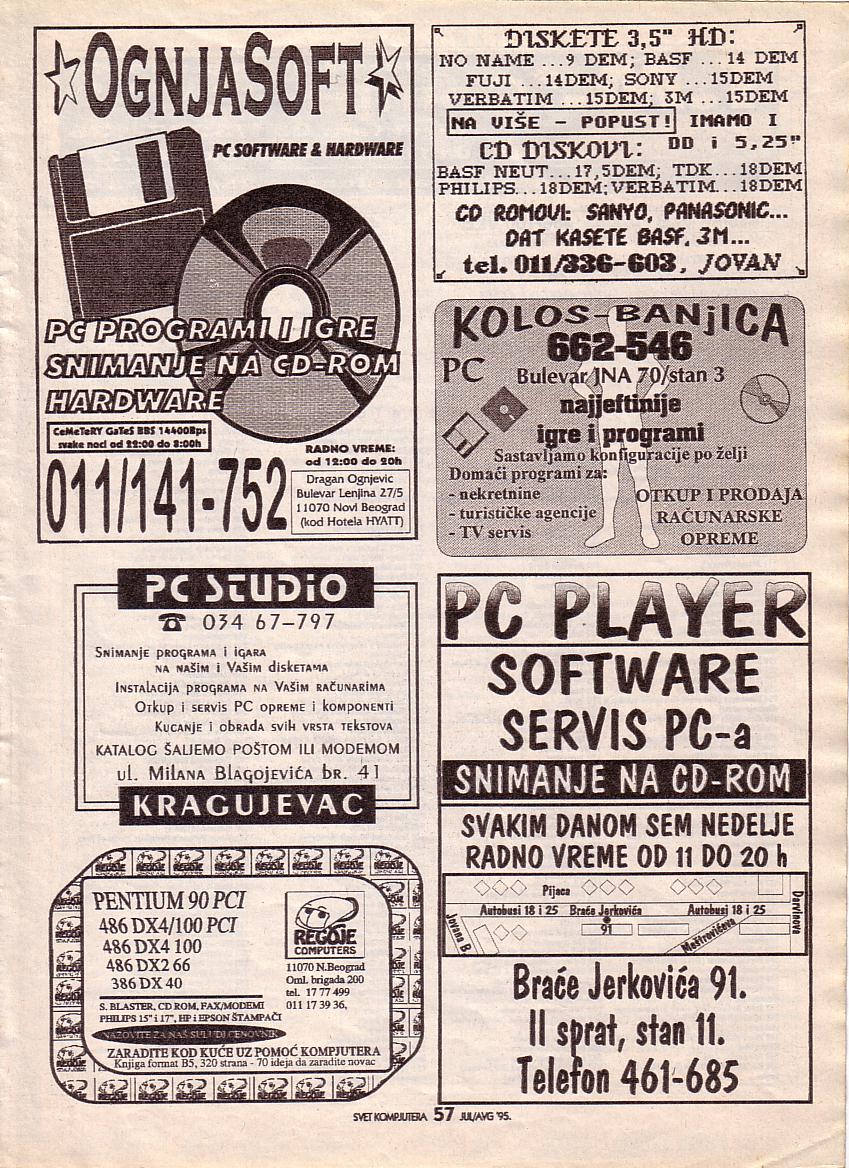 OGNJASOFT
PC SOFTWARE & HARDWARE
PC PROGRAMI I IGRE
SNIMANJE NA CD-ROM
HARDWARE
CeMeTeRY GaTeS BBS 14400Bps
svake noci od 22:00 do 8:00h
RADNO VREME:
od 12:00 do 20h
011/141-752
Dragan Ognjevic
Bulevar Lenjina 27/5
11070 Novi Beograd
(kod Hotela HYATT)
DISKETE 3,5" HD:
NO NAME ...9 DEM; BASF ...14 DEM
FUJI ...14DEM; SONY ...15DEM
VERBATIM ...15DEM; 3M ...15DEM
NA VIŠE - POPUST! IMAMO I
CD DISKOVI: DD i 5,25"
BASF NEUT...17,5DEM; TDK...18DEM
PHILIPS...18DEM;VERBATIM...18DEM
CD ROMOVI: SANYO, PANASONIC...
DAT KASETE BASF, 3M...
tel. 011/336-603, JOVAN
KOLOS-BANjICA
662-546
PC
Bulevar JNA 70/stan 3
najjeftinije
igre i programi
Sastavljamo konfiguracije po želji
Domaći programi za:
- nekretnine
- turističke agencije
- TV servis
OTKUP I PRODAJA
RAČUNARSKE
OPREME
PC STUDIO
☎ 034 67-797
Snimanje programa i igara
na našim i Vašim disketama
Instalacija programa na Vašim računarima
Otkup i servis PC opreme i komponenti
Kucanje i obrada svih vrsta tekstova
KATALOG ŠALJEMO POŠTOM ILI MODEMOM
ul. Milana Blagojevića br. 41
KRAGUJEVAC
PC PLAYER
SOFTWARE
SERVIS PC-a
SNIMANJE NA CD-ROM
SVAKIM DANOM SEM NEDELJE
RADNO VREME OD 11 DO 20 h
Pijaca
Autobusi 18 i 25 Braće Jerkovića Autobusi 18 i 25
91
Jovana B.
Meštrovićeva
Darvinova
Braće Jerkovića 91.
II sprat, stan 11.
Telefon 461-685
PENTIUM 90 PCI
486 DX4/100 PCI
486 DX4 100
486 DX2 66
386 DX 40
REGOJE
COMPUTERS
11070 N.Beograd
Oml. brigada 200
tel. 17 77 499
011 17 39 36,
S. BLASTER, CD ROM, FAX/MODEMI
PHILIPS 15" i 17", HP i EPSON ŠTAMPAČI
NAZOVITE ZA NAŠ SULUDI CENOVNIK
ZARADITE KOD KUĆE UZ POMOĆ KOMPJUTERA
Knjiga format B5, 320 strana - 70 ideja da zaradite novac
SVET KOMPJUTERA 57 JUL/AVG '95.